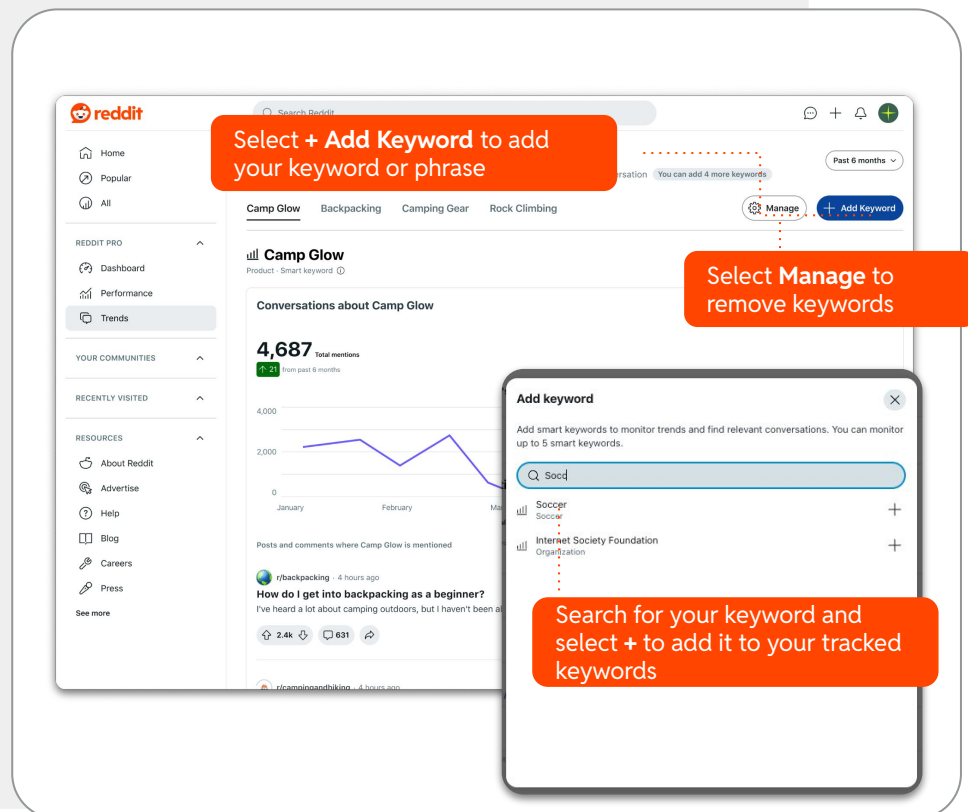 reddit
Search Reddit
Select + Add Keyword to add
your keyword or phrase
You can add 4 more keywords
Past 6 months
Home
Popular
All
Camp Glow
Backpacking
Camping Gear
Rock Climbing
Manage
+ Add Keyword
REDDIT PRO
Dashboard
Performance
Trends
YOUR COMMUNITIES
RECENTLY VISITED
RESOURCES
About Reddit
Advertise
Help
Blog
Careers
Press
See more
Camp Glow
Product - Smart keyword
Select Manage to
remove keywords
Conversations about Camp Glow
4,687 Total mentions
↑ 21 from past 6 months
4,000
2,000
0
January
February
Posts and comments where Camp Glow is mentioned
r/backpacking · 4 hours ago
How do I get into backpacking as a beginner?
I've heard a lot about camping outdoors, but I haven't been
2.4k
631
r/campingandbiking · 4 hours ago
Add keyword
Add smart keywords to monitor trends and find relevant conversations. You can monitor
up to 5 smart keywords.
Socc
Soccer
Soccer
Internet Society Foundation
Organization
Search for your keyword and
select + to add it to your tracked
keywords